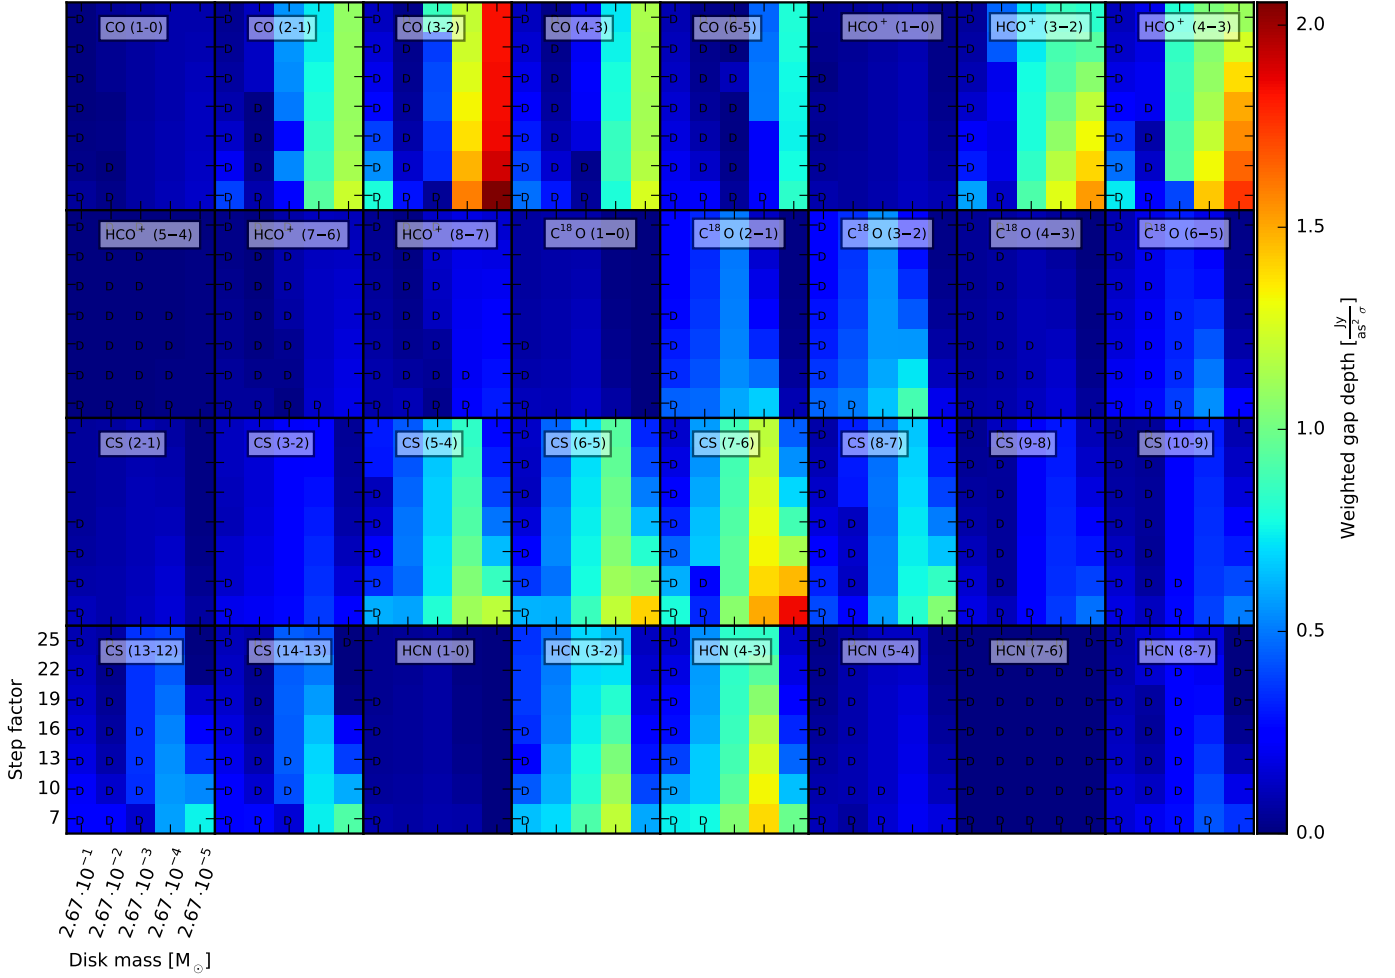 CO (1-0) CO (2-1) CO (3-2) CO (4-3) CO (6-5) HCO⁺ (1−0) HCO⁺ (3−2) HCO⁺ (4−3)
HCO⁺ (5−4) HCO⁺ (7−6) HCO⁺ (8−7) C¹⁸O (1−0) C¹⁸O (2−1) C¹⁸O (3−2) C¹⁸O (4−3) C¹⁸O (6−5)
CS (2-1) CS (3-2) CS (5-4) CS (6-5) CS (7-6) CS (8-7) CS (9-8) CS (10-9)
CS (13-12) CS (14-13) HCN (1-0) HCN (3-2) HCN (4-3) HCN (5-4) HCN (7-6) HCN (8-7)
25
22
19
16
13
10
7
Step factor
2.67·10⁻¹ 2.67·10⁻² 2.67·10⁻³ 2.67·10⁻⁴ 2.67·10⁻⁵
Disk mass [M☉]
2.0
1.5
1.0
0.5
0.0
Weighted gap depth [Jy/as² σ]